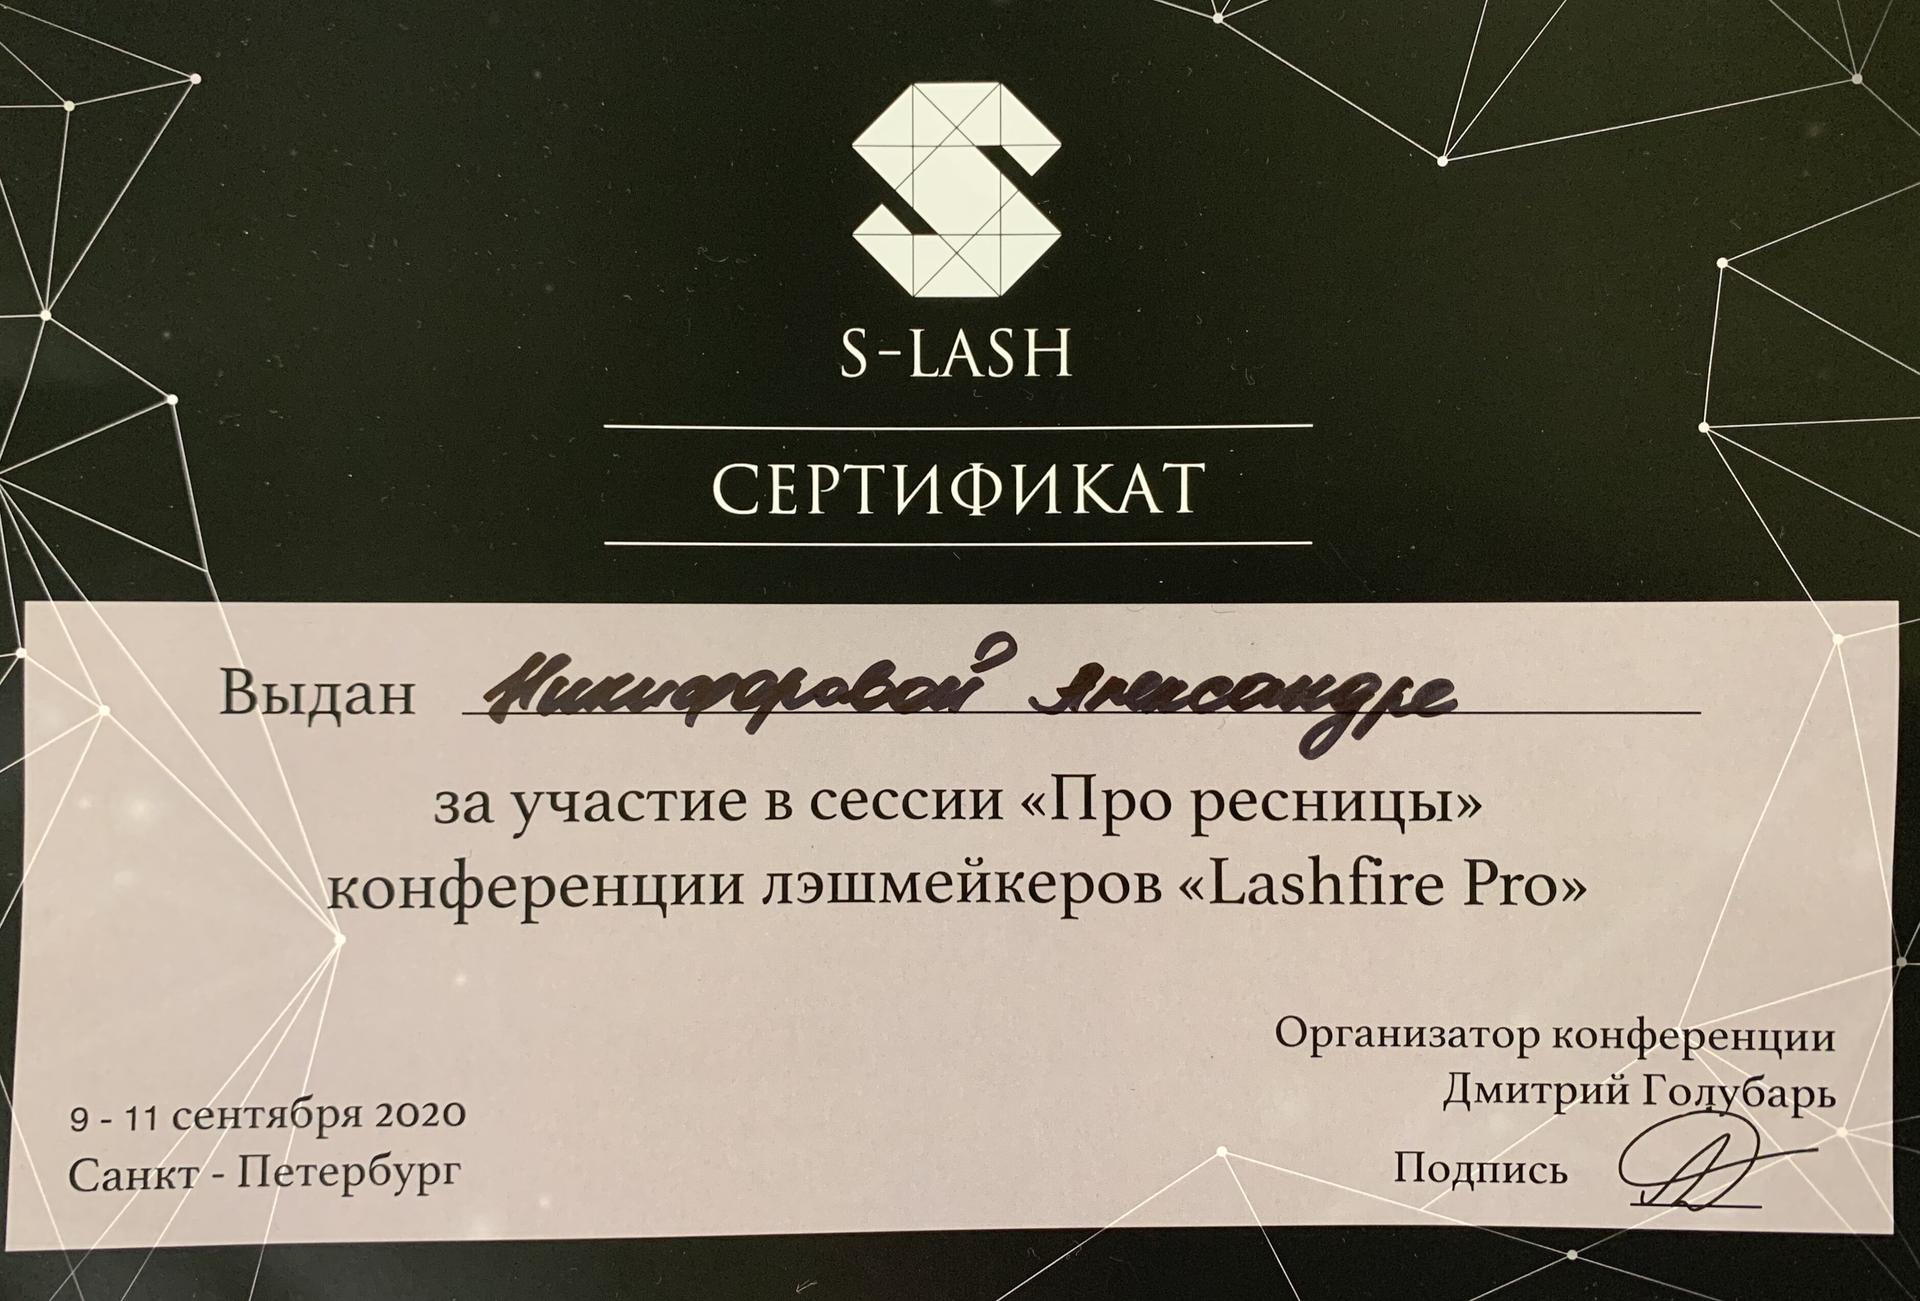 S-LASH
СЕРТИФИКАТ
Выдан Никифоровой Александре
за участие в сессии «Про ресницы»
конференции лэшмейкеров «Lashfire Pro»
9 - 11 сентября 2020
Санкт - Петербург
Организатор конференции
Дмитрий Голубарь
Подпись